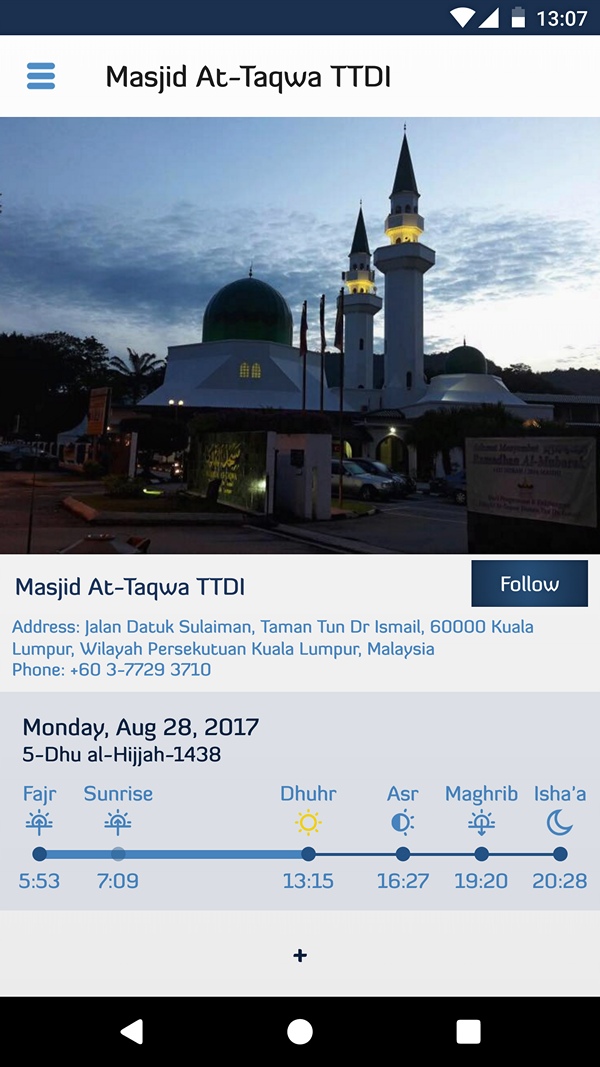 13:07
Masjid At-Taqwa TTDI
Ramadhan Al-Mubarak
Masjid At-Taqwa TTDI
Follow
Address: Jalan Datuk Sulaiman, Taman Tun Dr Ismail, 60000 Kuala
Lumpur, Wilayah Persekutuan Kuala Lumpur, Malaysia
Phone: +60 3-7729 3710
Monday, Aug 28, 2017
5-Dhu al-Hijjah-1438
Fajr Sunrise Dhuhr Asr Maghrib Isha'a
5:53 7:09 13:15 16:27 19:20 20:28
+